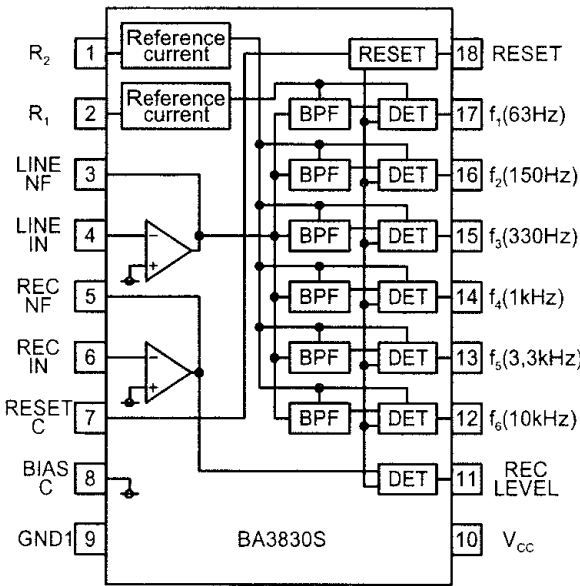 R₂ 1 Reference current RESET 18 RESET
R₁ 2 Reference current BPF DET 17 f₁(63Hz)
LINE NF 3 BPF DET 16 f₂(150Hz)
LINE IN 4 - + BPF DET 15 f₃(330Hz)
REC NF 5 BPF DET 14 f₄(1kHz)
REC IN 6 - + BPF DET 13 f₅(3,3kHz)
RESET C 7 BPF DET 12 f₆(10kHz)
BIAS C 8 DET 11 REC LEVEL
GND1 9 BA3830S 10 Vcc